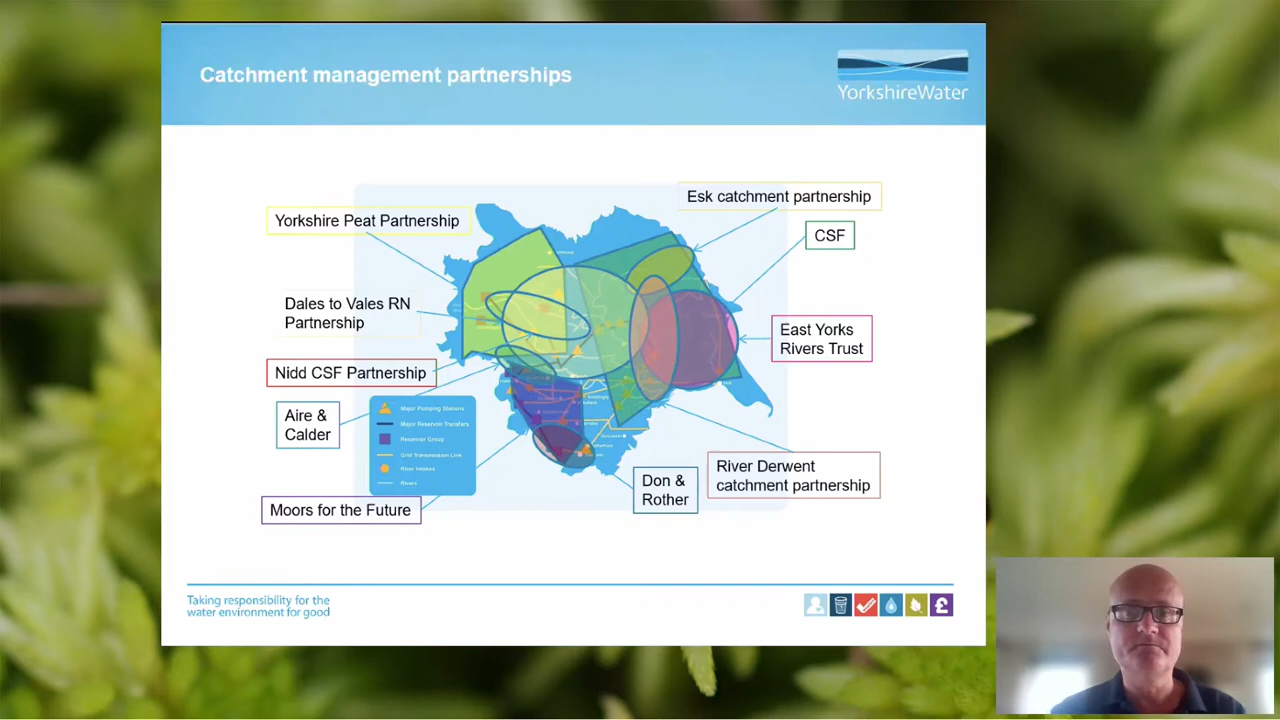 Catchment management partnerships
YorkshireWater
Esk catchment partnership
Yorkshire Peat Partnership
CSF
Dales to Vales RN
Partnership
East Yorks
Rivers Trust
Nidd CSF Partnership
Aire &
Calder
Major Pumping Stations
Major Reservoir Transfers
Reservoir Group
Grid Transmission Link
River Intakes
Rivers
River Derwent
catchment partnership
Don &
Rother
Moors for the Future
Taking responsibility for the
water environment for good
£